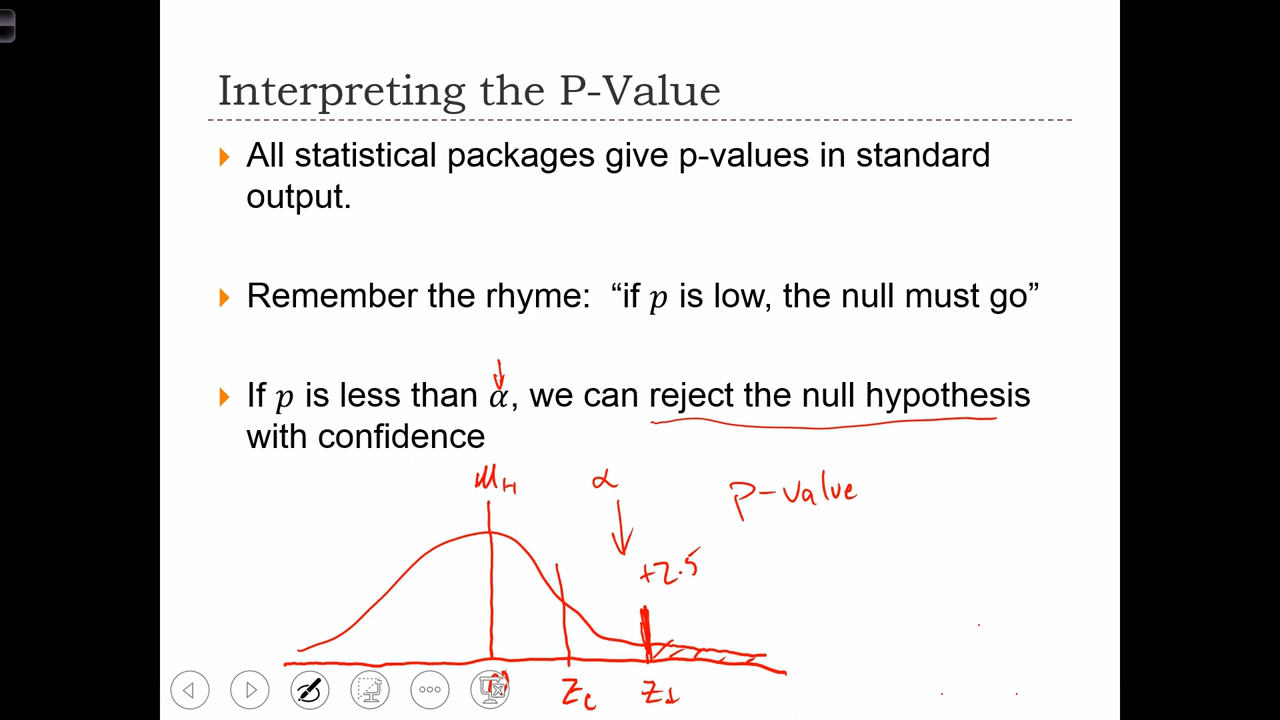 Interpreting the P-Value
All statistical packages give p-values in standard
output.
Remember the rhyme: “if p is low, the null must go”
If p is less than α, we can reject the null hypothesis
with confidence
μH
α
p-value
+2.5
Zc